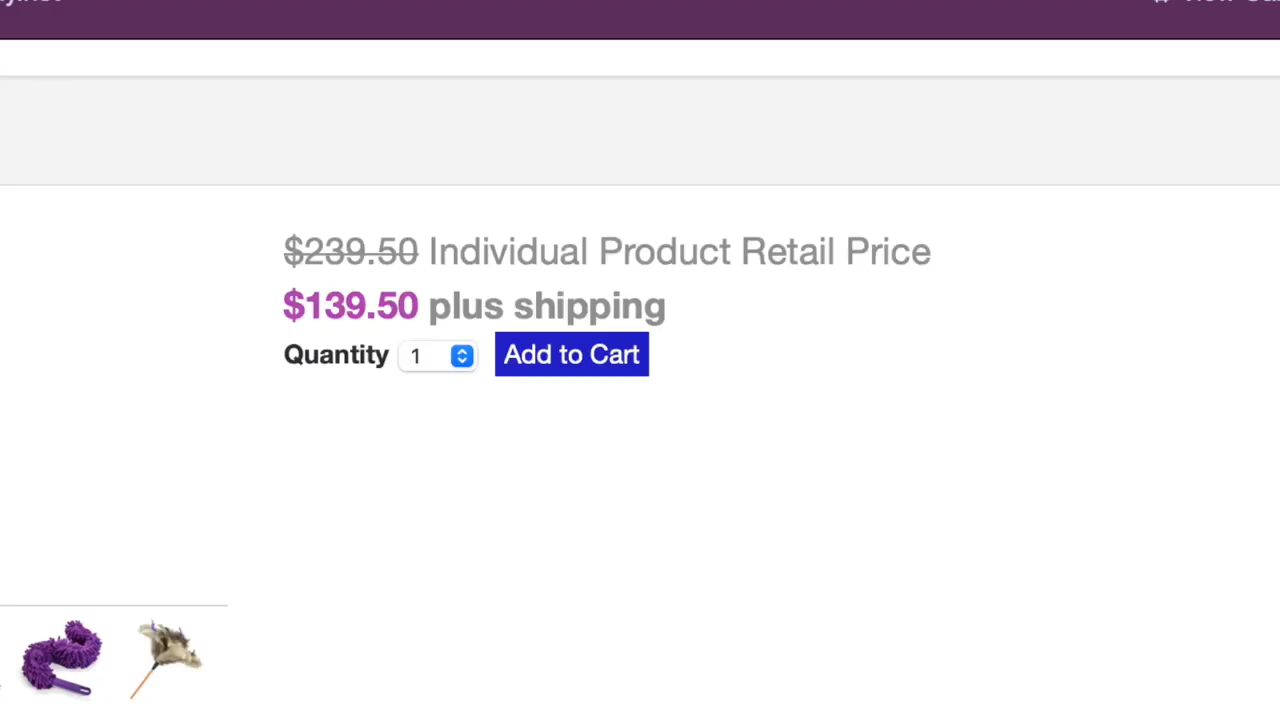 $239.50 Individual Product Retail Price
$139.50 plus shipping
Quantity 1 Add to Cart